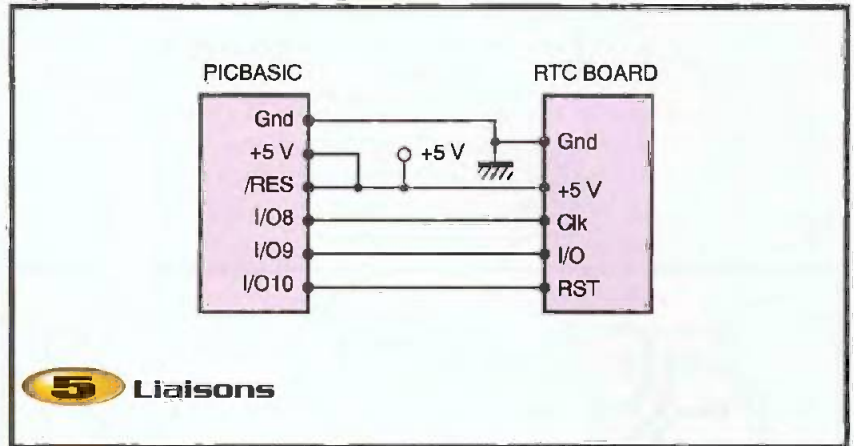 PICBASIC
RTC BOARD
Gnd
+5 V
/RES
I/O8
I/O9
I/O10
+5 V
Gnd
+5 V
Clk
I/O
RST
5 Liaisons